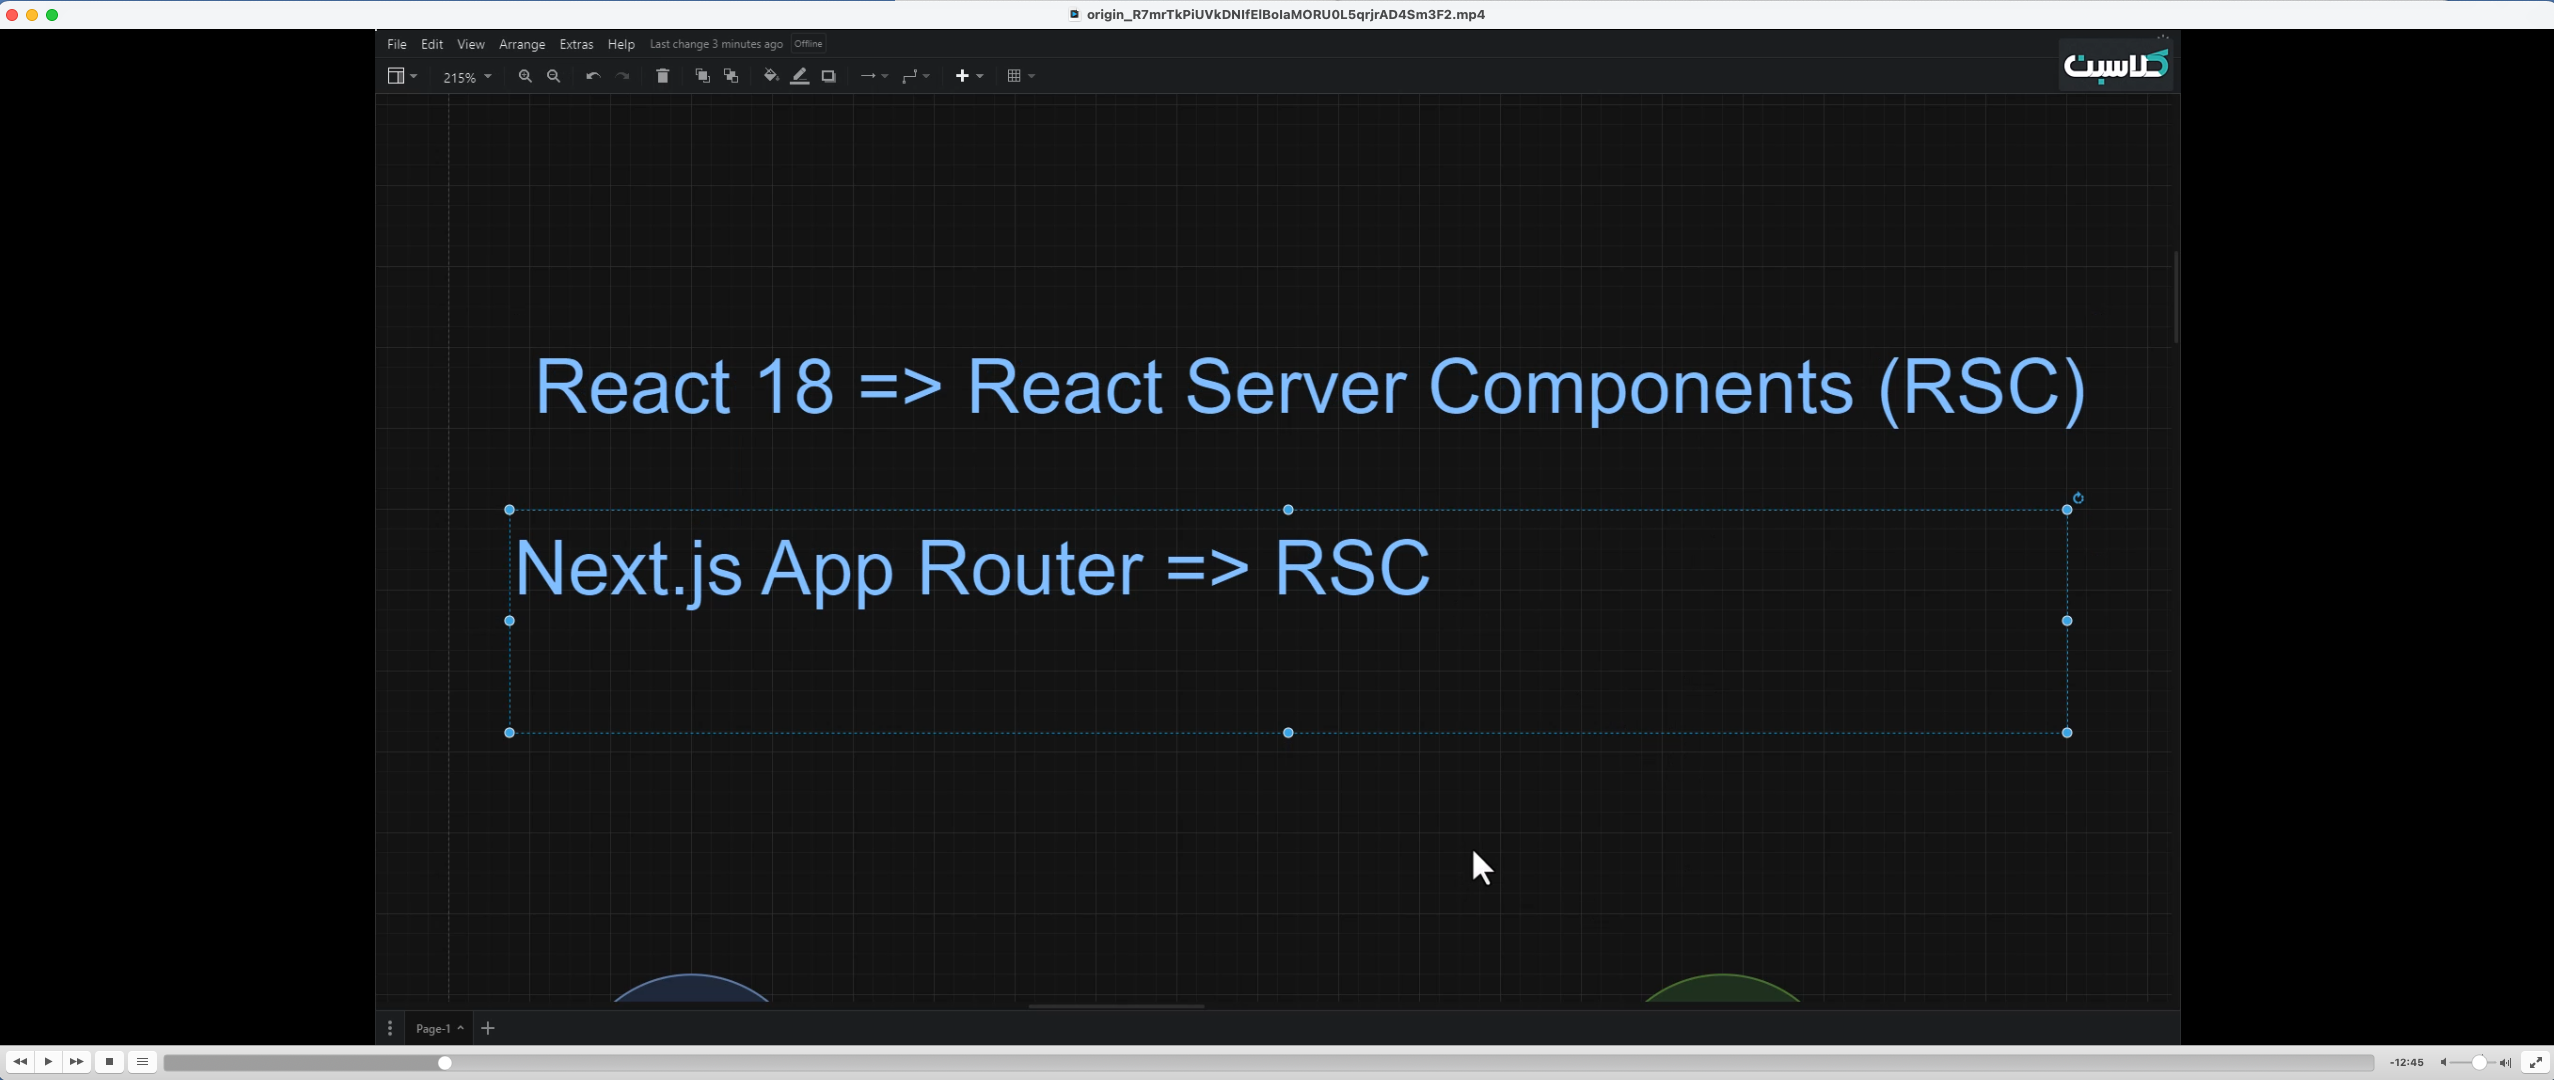 origin_R7mrTkPiUVkDNIfElBolaMORU0L5qrjrAD4Sm3F2.mp4
File Edit View Arrange Extras Help Last change 3 minutes ago Offline
215%
کلاسبن
React 18 => React Server Components (RSC)
Next.js App Router => RSC
Page-1
-12:45